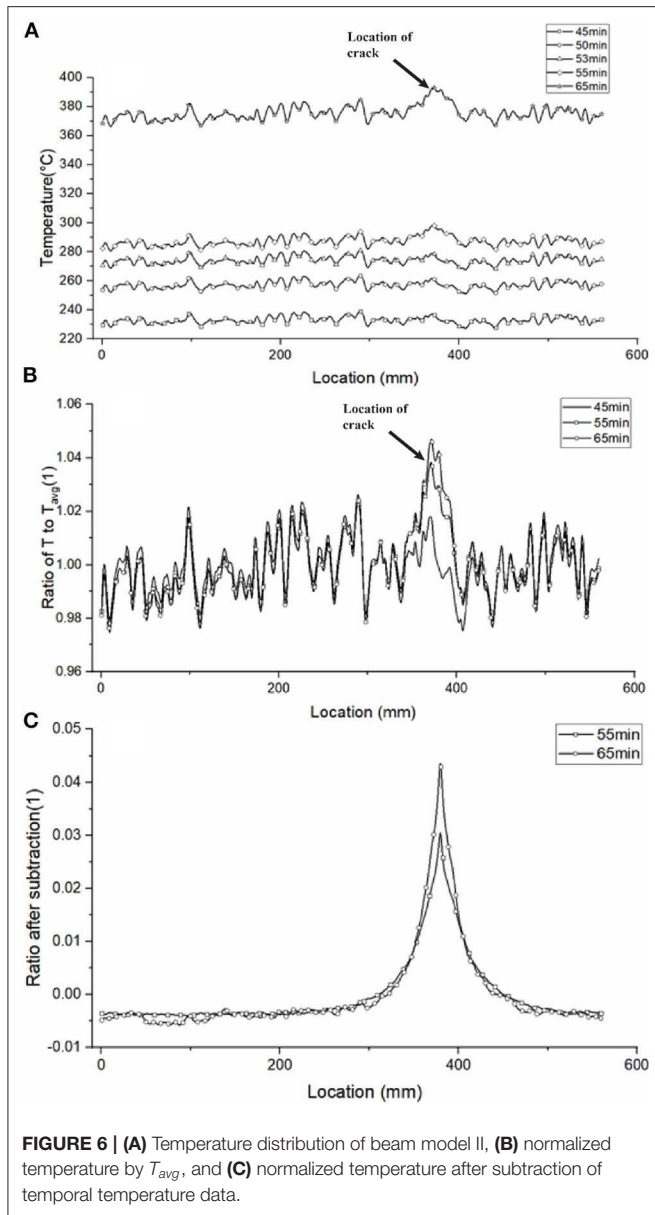 A
Location of
crack
45min
50min
53min
55min
65min
Temperature(°C)
400
380
360
340
320
300
280
260
240
220
0
200
400
600
Location (mm)
B
Location of
crack
45min
55min
65min
Ratio of T to Tavg(1)
1.06
1.04
1.02
1.00
0.98
0.96
0
200
400
600
Location (mm)
C
55min
65min
Ratio after subtraction(1)
0.05
0.04
0.03
0.02
0.01
0.00
-0.01
0
200
400
600
Location (mm)
FIGURE 6 | (A) Temperature distribution of beam model II, (B) normalized
temperature by Tavg, and (C) normalized temperature after subtraction of
temporal temperature data.